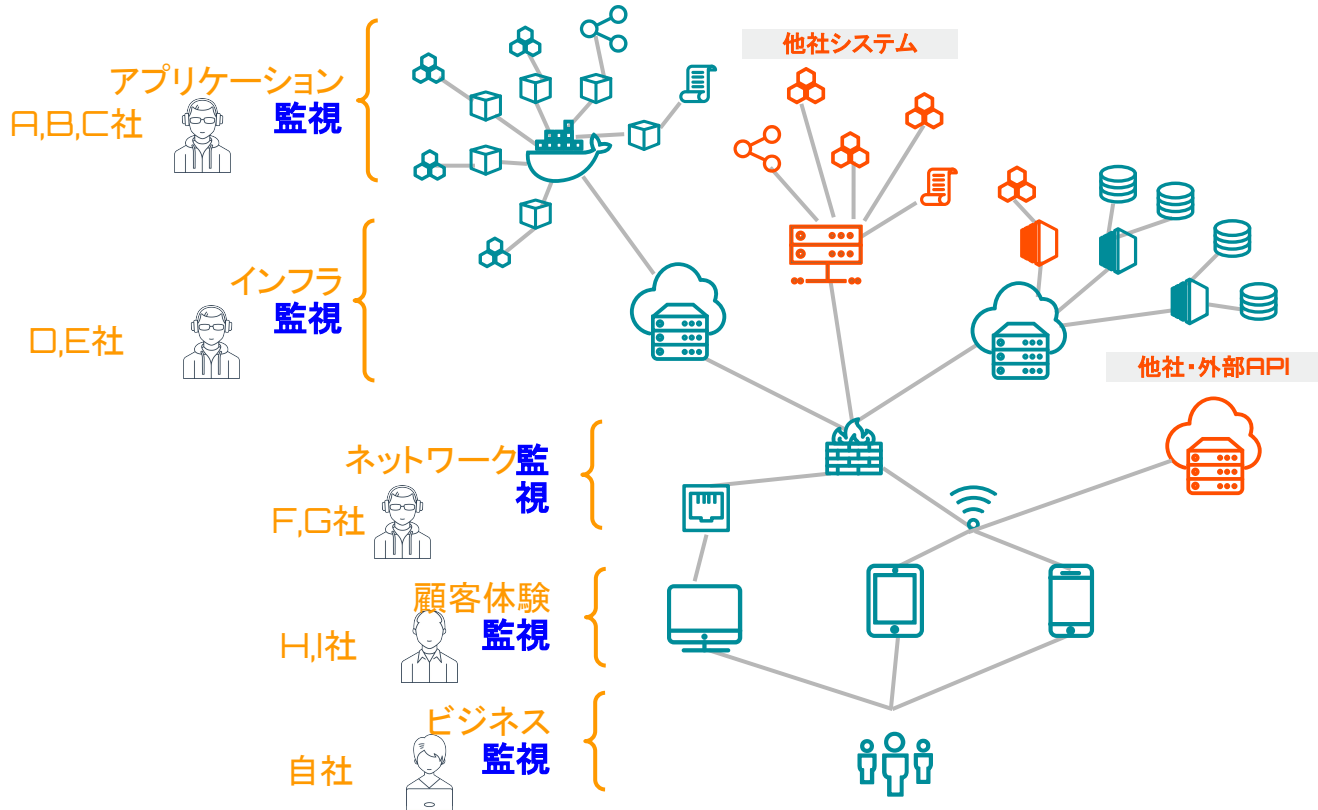 他社システム
アプリケーション
監視
A,B,C社
インフラ
監視
D,E社
他社・外部API
ネットワーク監
視
F,G社
顧客体験
監視
H,I社
ビジネス
監視
自社